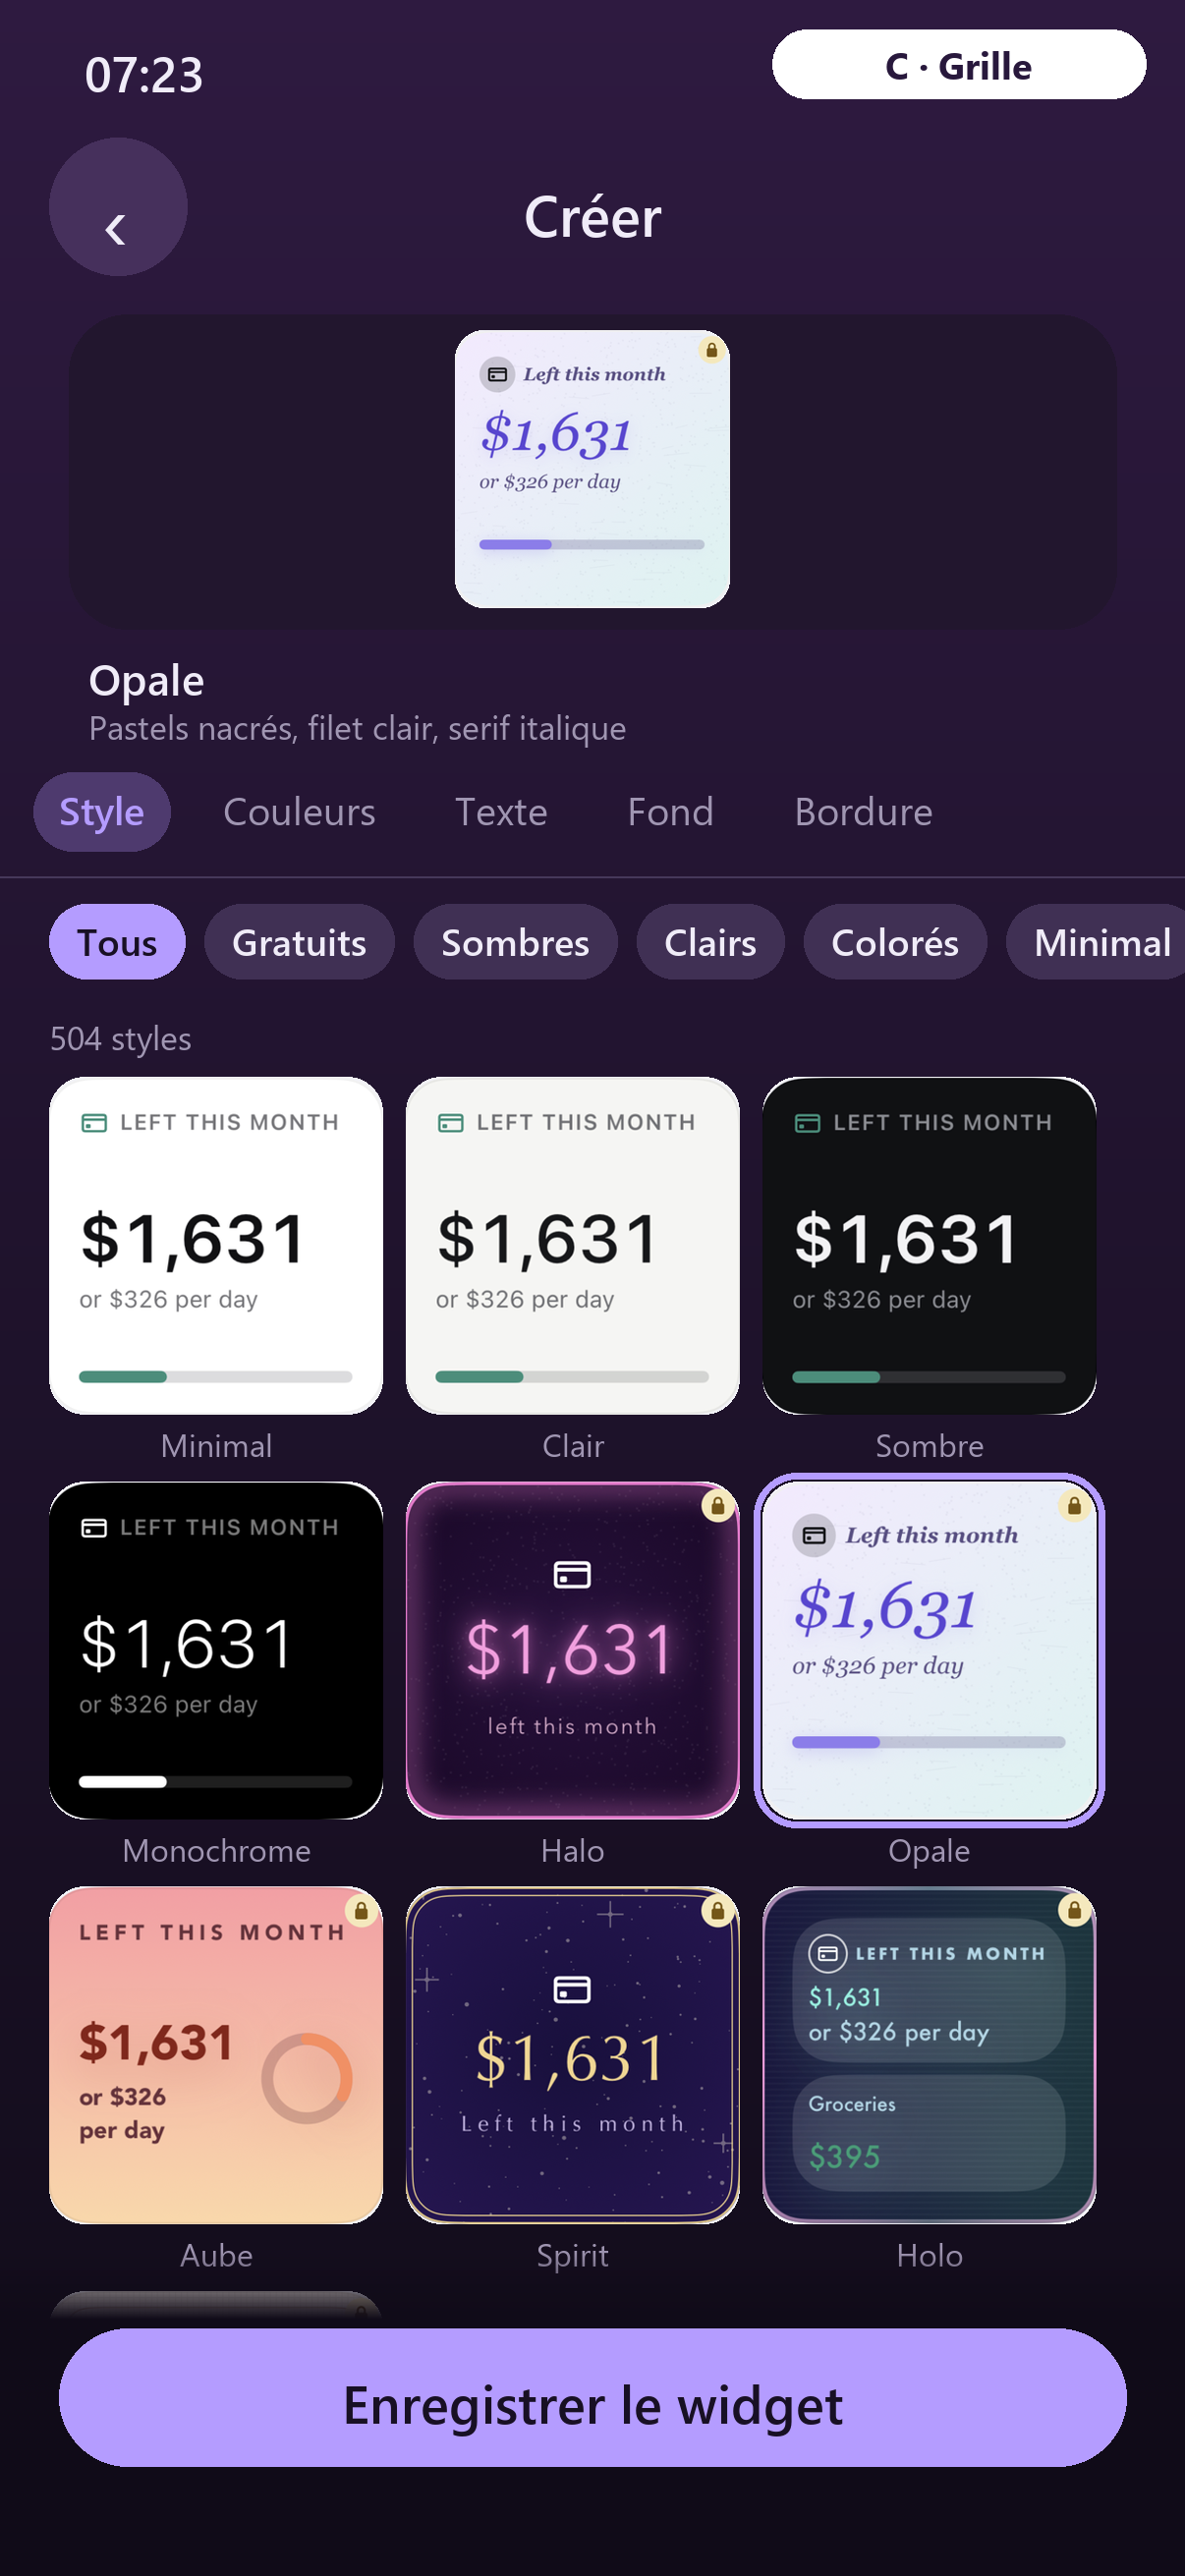 07:23
C · Grille
‹
Créer
Left this month
$1,631
or $326 per day
Opale
Pastels nacrés, filet clair, serif italique
Style Couleurs Texte Fond Bordure
Tous Gratuits Sombres Clairs Colorés Minimal
504 styles
LEFT THIS MONTH
$1,631
or $326 per day
Minimal
LEFT THIS MONTH
$1,631
or $326 per day
Clair
LEFT THIS MONTH
$1,631
or $326 per day
Sombre
LEFT THIS MONTH
$1,631
or $326 per day
Monochrome
$1,631
left this month
Halo
Left this month
$1,631
or $326 per day
Opale
LEFT THIS MONTH
$1,631
or $326
per day
Aube
$1,631
Left this month
Spirit
LEFT THIS MONTH
$1,631
or $326 per day
Groceries
$395
Holo
Enregistrer le widget